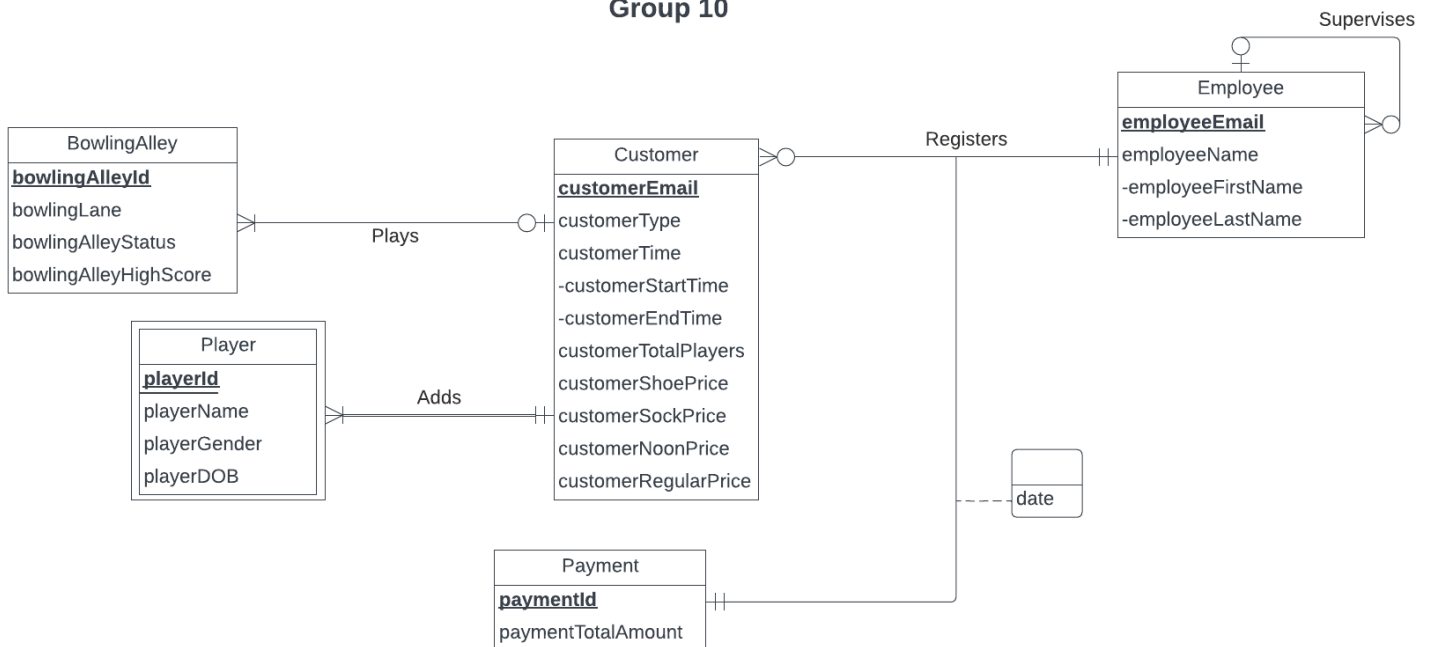 Group 10
Supervises
Employee
employeeEmail
employeeName
-employeeFirstName
-employeeLastName
Registers
BowlingAlley
bowlingAlleyId
bowlingLane
bowlingAlleyStatus
bowlingAlleyHighScore
Plays
Customer
customerEmail
customerType
customerTime
-customerStartTime
-customerEndTime
customerTotalPlayers
customerShoePrice
customerSockPrice
customerNoonPrice
customerRegularPrice
Player
playerId
playerName
playerGender
playerDOB
Adds
date
Payment
paymentId
paymentTotalAmount